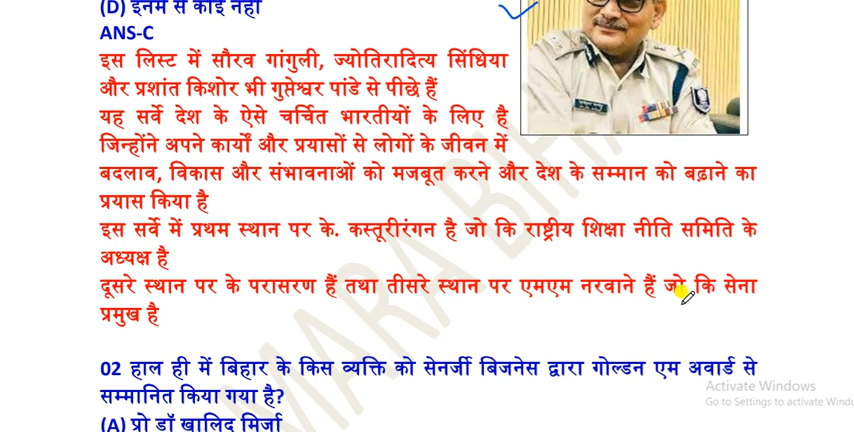 (D) इनमें से कोई नहीं
ANS-C
इस लिस्ट में सौरव गांगुली, ज्योतिरादित्य सिंधिया
और प्रशांत किशोर भी गुप्तेश्वर पांडे से पीछे हैं
यह सर्वे देश के ऐसे चर्चित भारतीयों के लिए है
जिन्होंने अपने कार्यों और प्रयासों से लोगों के जीवन में
बदलाव, विकास और संभावनाओं को मजबूत करने और देश के सम्मान को बढ़ाने का
प्रयास किया है
इस सर्वे में प्रथम स्थान पर के. कस्तूरीरंगन है जो कि राष्ट्रीय शिक्षा नीति समिति के
अध्यक्ष है
दूसरे स्थान पर के परासरण हैं तथा तीसरे स्थान पर एमएम नरवाने हैं जो कि सेना
प्रमुख है
02 हाल ही में बिहार के किस व्यक्ति को सेनर्जी बिजनेस द्वारा गोल्डन एम अवार्ड से
सम्मानित किया गया है?
(A) प्रो डॉ खालिद मिर्जा
Activate Windows
Go to Settings to activate Windo
MARA BIHA